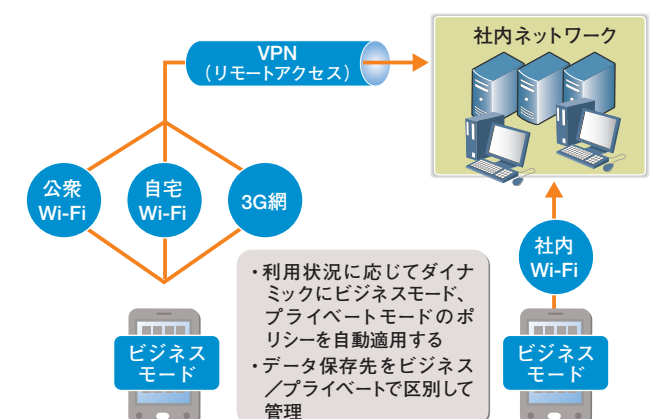 VPN
（リモートアクセス）
社内ネットワーク
公衆
Wi-Fi
自宅
Wi-Fi
3G網
社内
Wi-Fi
・利用状況に応じてダイナ
ミックにビジネスモード、
プライベートモードのポ
リシーを自動適用する
・データ保存先をビジネス
／プライベートで区別して
管理
ビジネス
モード
ビジネス
モード